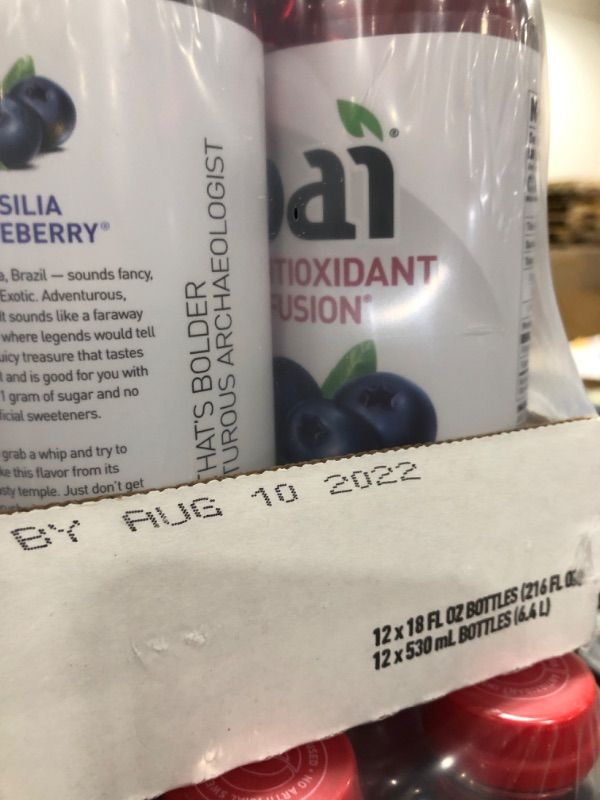 SILIA
EBERRY®
, Brazil — sounds fancy,
Exotic. Adventurous,
It sounds like a faraway
where legends would tell
uicy treasure that tastes
and is good for you with
1 gram of sugar and no
ficial sweeteners.
grab a whip and try to
ke this flavor from its
sty temple. Just don't get
HAT'S BOLDER
TUROUS ARCHAEOLOGIST
bai®
TIOXIDANT
FUSION®
BY AUG 10 2022
12 x 18 FL OZ BOTTLES (216 FL OZ)
12 x 530 mL BOTTLES (6.4 L)